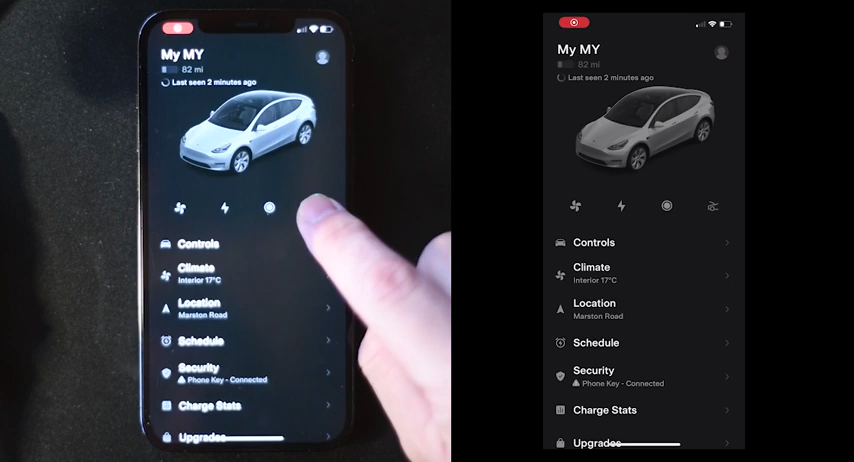 My MY
82 mi
Last seen 2 minutes ago
Controls
Climate
Interior 17°C
Location
Marston Road
Schedule
Security
Phone Key - Connected
Charge Stats
Upgrades
My MY
82 mi
Last seen 2 minutes ago
Controls
Climate
Interior 17°C
Location
Marston Road
Schedule
Security
Phone Key - Connected
Charge Stats
Upgrades